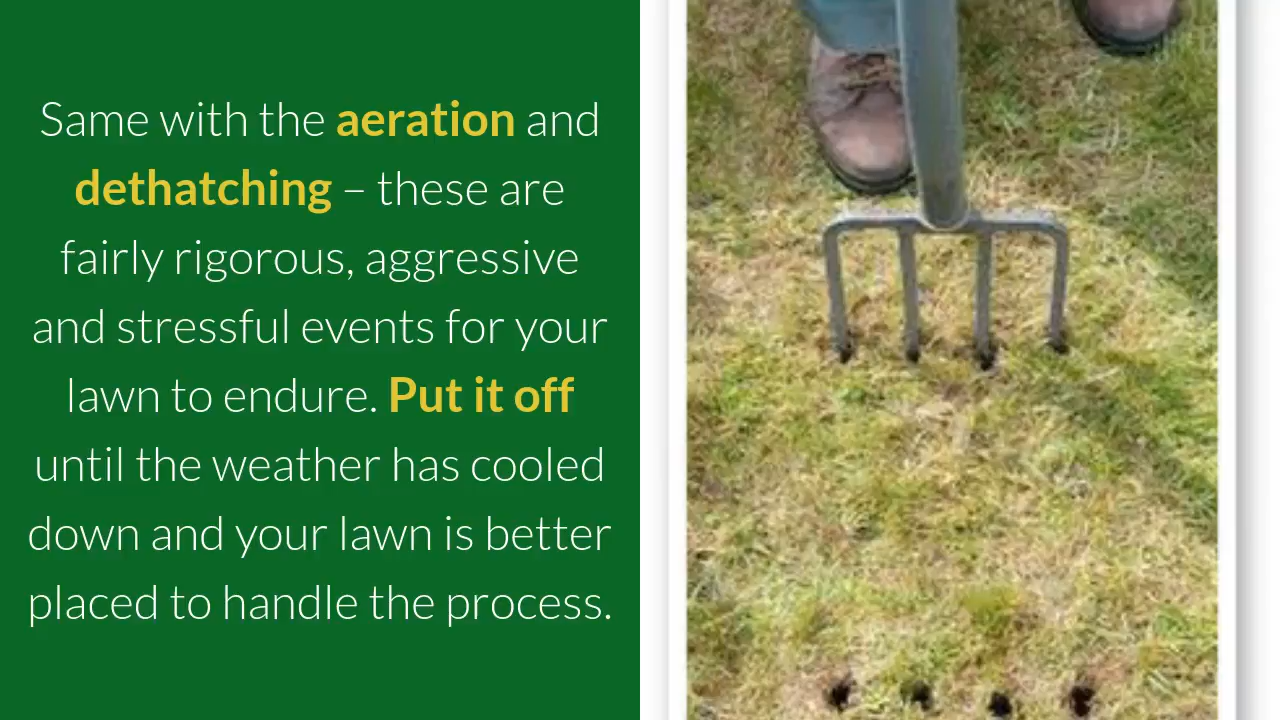 Same with the aeration and
dethatching – these are
fairly rigorous, aggressive
and stressful events for your
lawn to endure. Put it off
until the weather has cooled
down and your lawn is better
placed to handle the process.